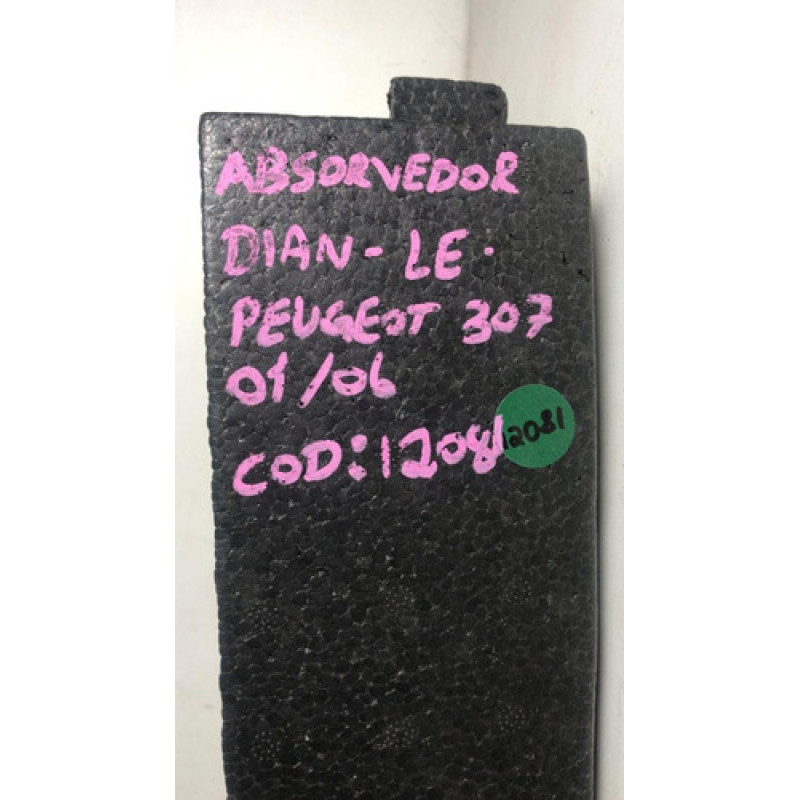 ABSORVEDOR
DIAN - LE.
PEUGEOT 307
01/06
COD: 12081
12081